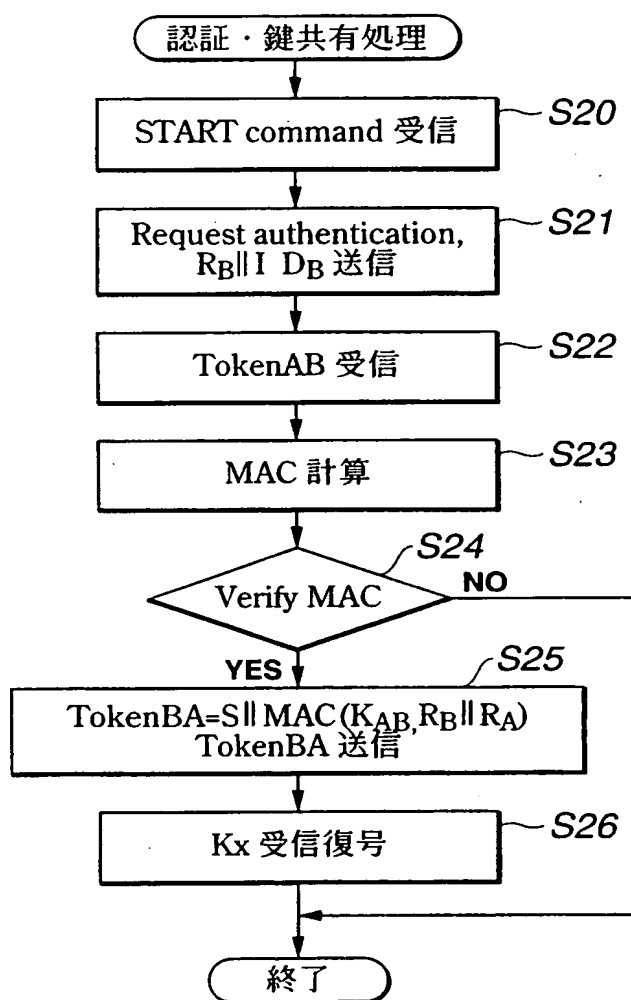 認証・鍵共有処理
START command 受信
S20
Request authentication,
RB||I DB 送信
S21
TokenAB 受信
S22
MAC 計算
S23
Verify MAC
S24
NO
YES
S25
TokenBA=S||MAC(KAB,RB||RA)
TokenBA 送信
Kx 受信復号
S26
終了